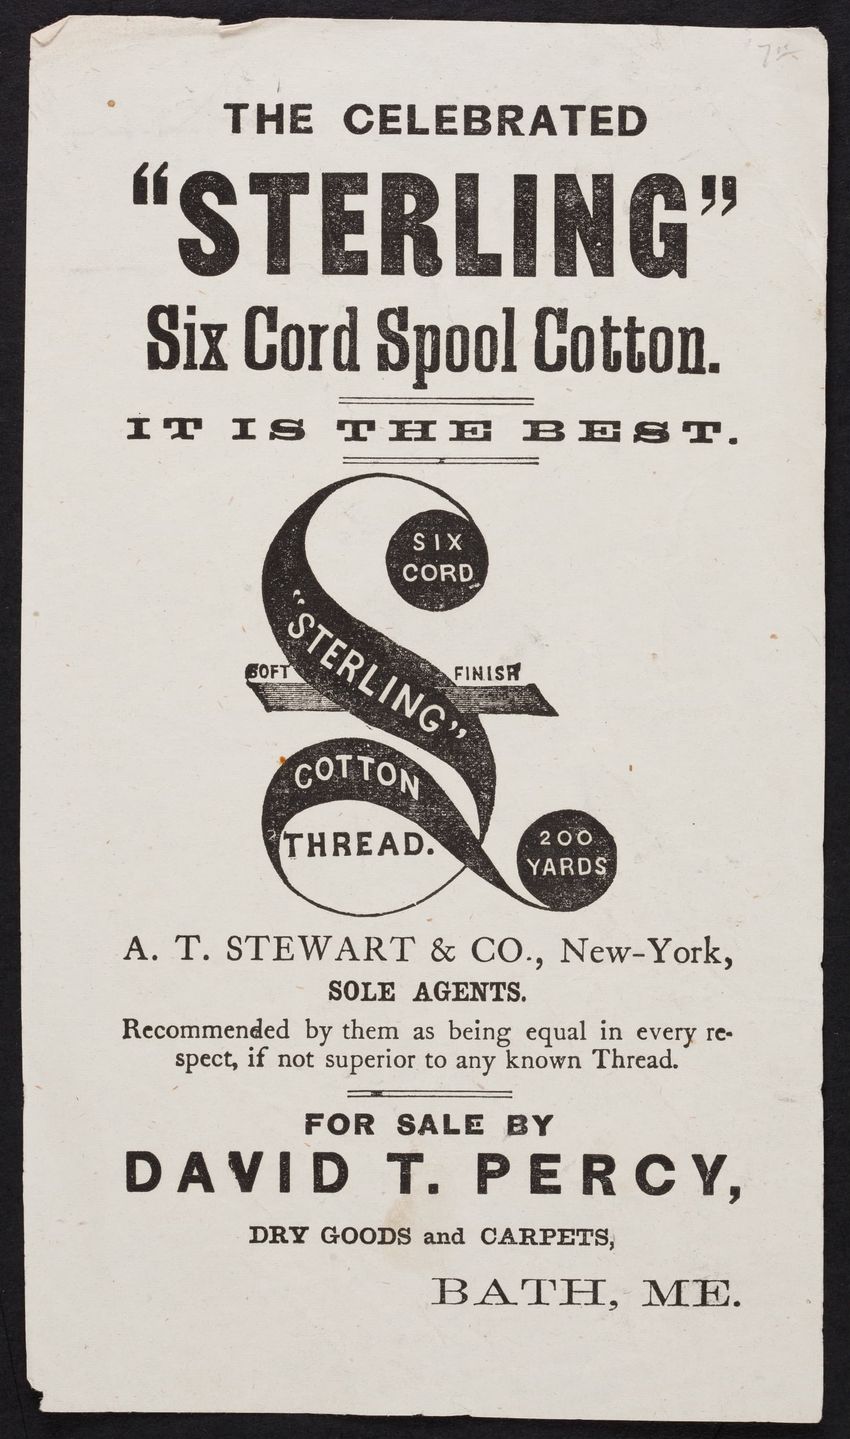 THE CELEBRATED
"STERLING"
Six Cord Spool Cotton.
IT IS THE BEST.
SIX
CORD
"STERLING"
SOFT FINISH
COTTON
THREAD.
200
YARDS
A. T. STEWART & CO., New-York,
SOLE AGENTS.
Recommended by them as being equal in every re-
spect, if not superior to any known Thread.
FOR SALE BY
DAVID T. PERCY,
DRY GOODS and CARPETS,
BATH, ME.